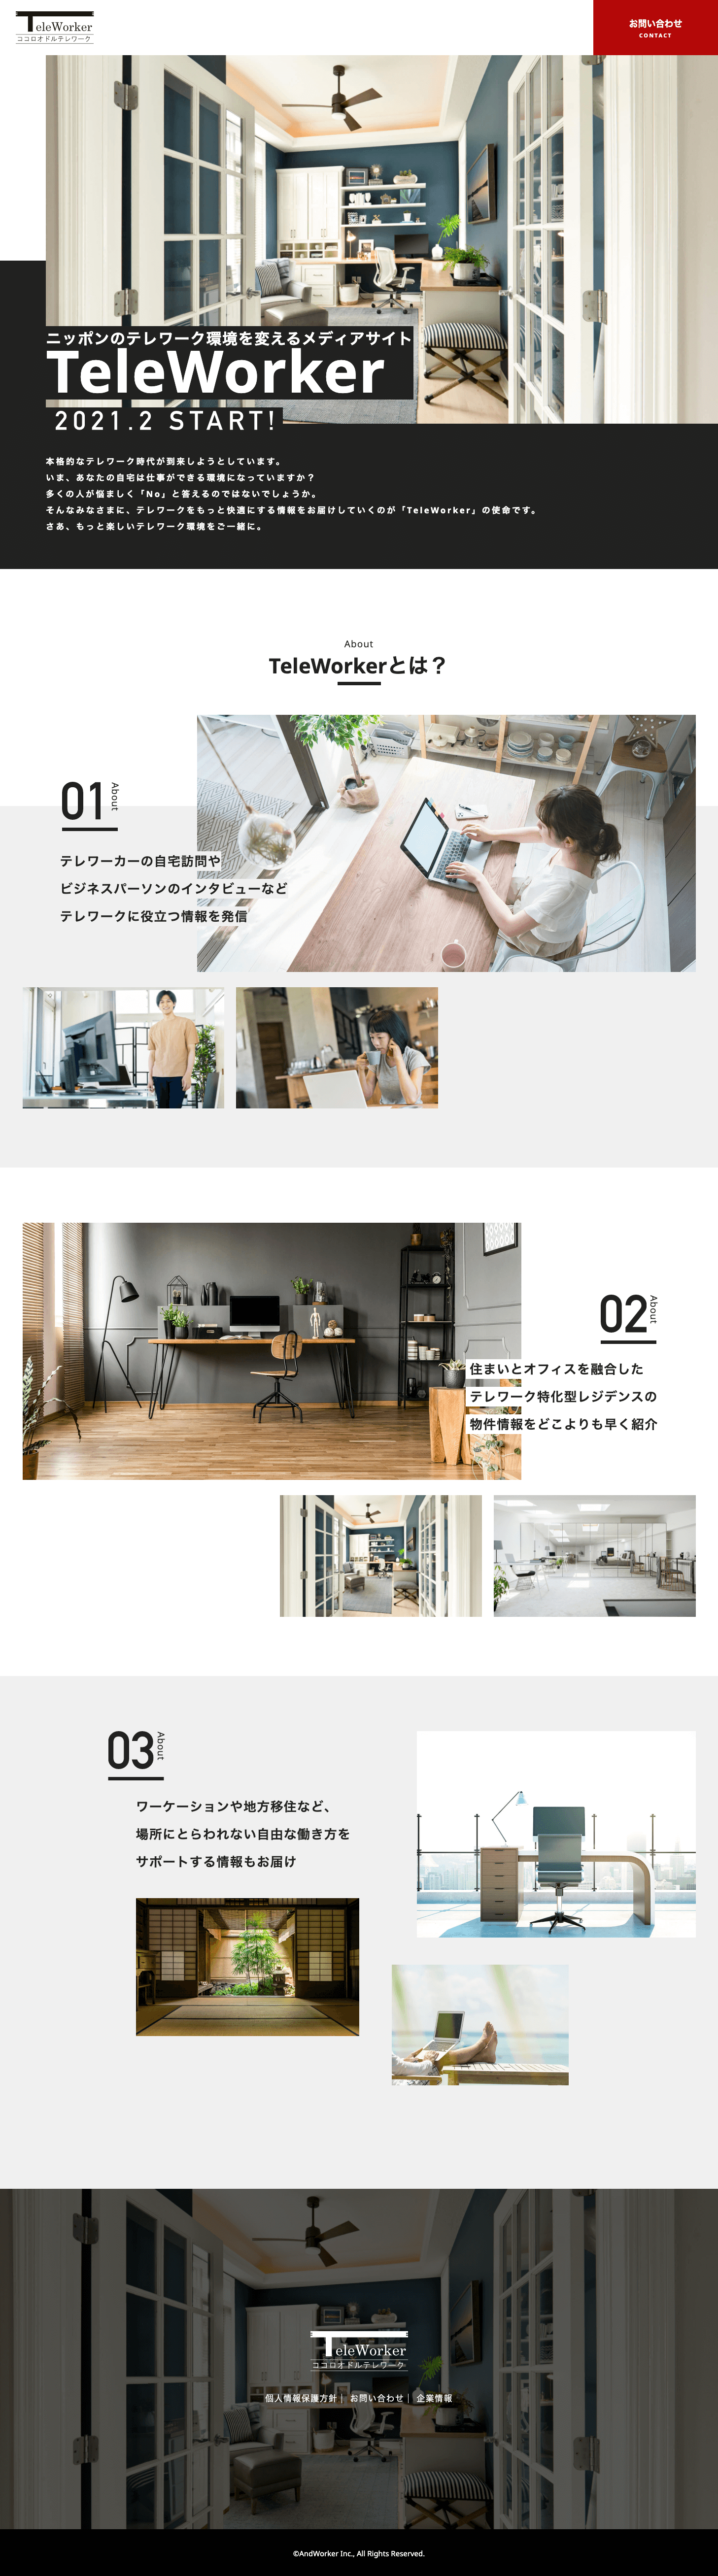 TeleWorker
ココロオドルテレワーク
お問い合わせ
CONTACT
ニッポンのテレワーク環境を変えるメディアサイト
TeleWorker
2021.2 START!
本格的なテレワーク時代が到来しようとしています。
いま、あなたの自宅は仕事ができる環境になっていますか？
多くの人が悩ましく「No」と答えるのではないでしょうか。
そんなみなさまに、テレワークをもっと快適にする情報をお届けしていくのが「TeleWorker」の使命です。
さあ、もっと楽しいテレワーク環境をご一緒に。
About
TeleWorkerとは？
01 About
テレワーカーの自宅訪問や
ビジネスパーソンのインタビューなど
テレワークに役立つ情報を発信
02 About
住まいとオフィスを融合した
テレワーク特化型レジデンスの
物件情報をどこよりも早く紹介
03 About
ワーケーションや地方移住など、
場所にとらわれない自由な働き方を
サポートする情報もお届け
TeleWorker
ココロオドルテレワーク
個人情報保護方針｜ お問い合わせ｜ 企業情報
©AndWorker Inc., All Rights Reserved.